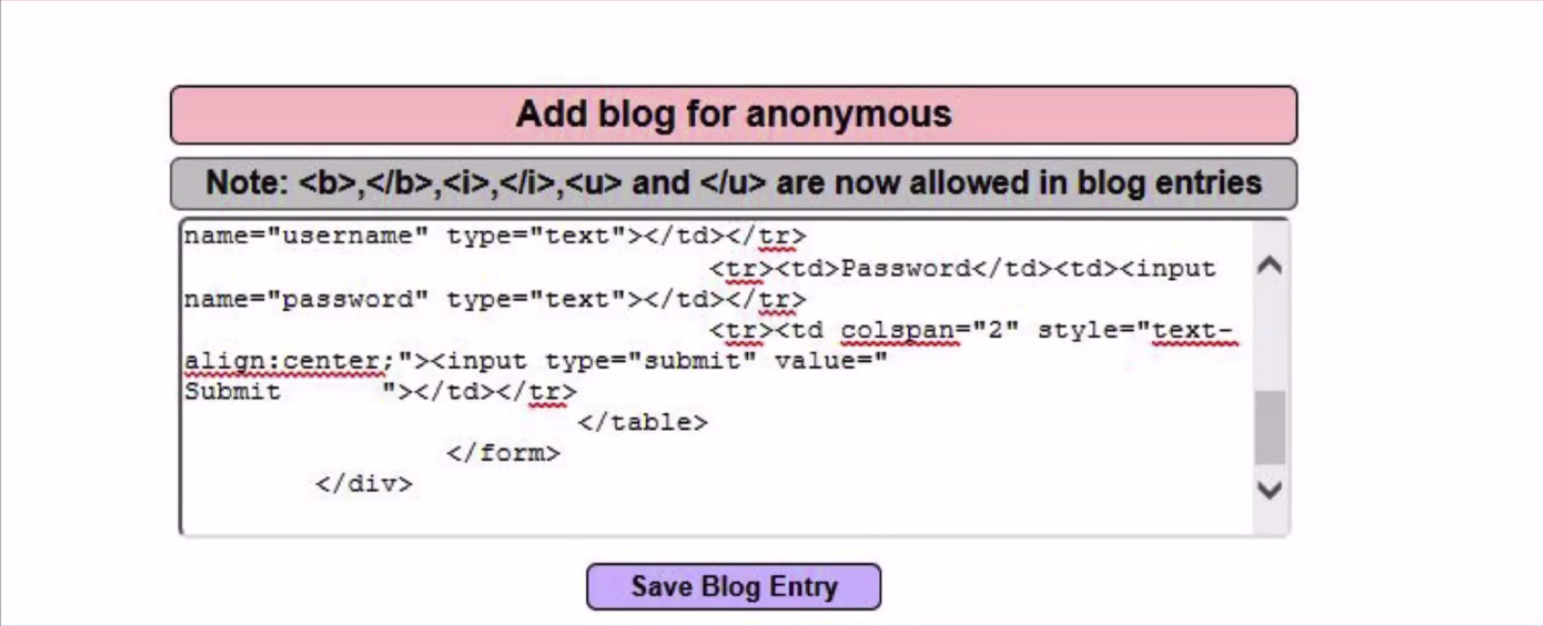 Add blog for anonymous
Note: <b>,</b>,<i>,</i>,<u> and </u> are now allowed in blog entries
name="username" type="text"></td></tr>
<tr><td>Password</td><td><input
name="password" type="text"></td></tr>
<tr><td colspan="2" style="text-
align:center;"><input type="submit" value="
Submit      "></td></tr>
</table>
</form>
</div>
Save Blog Entry